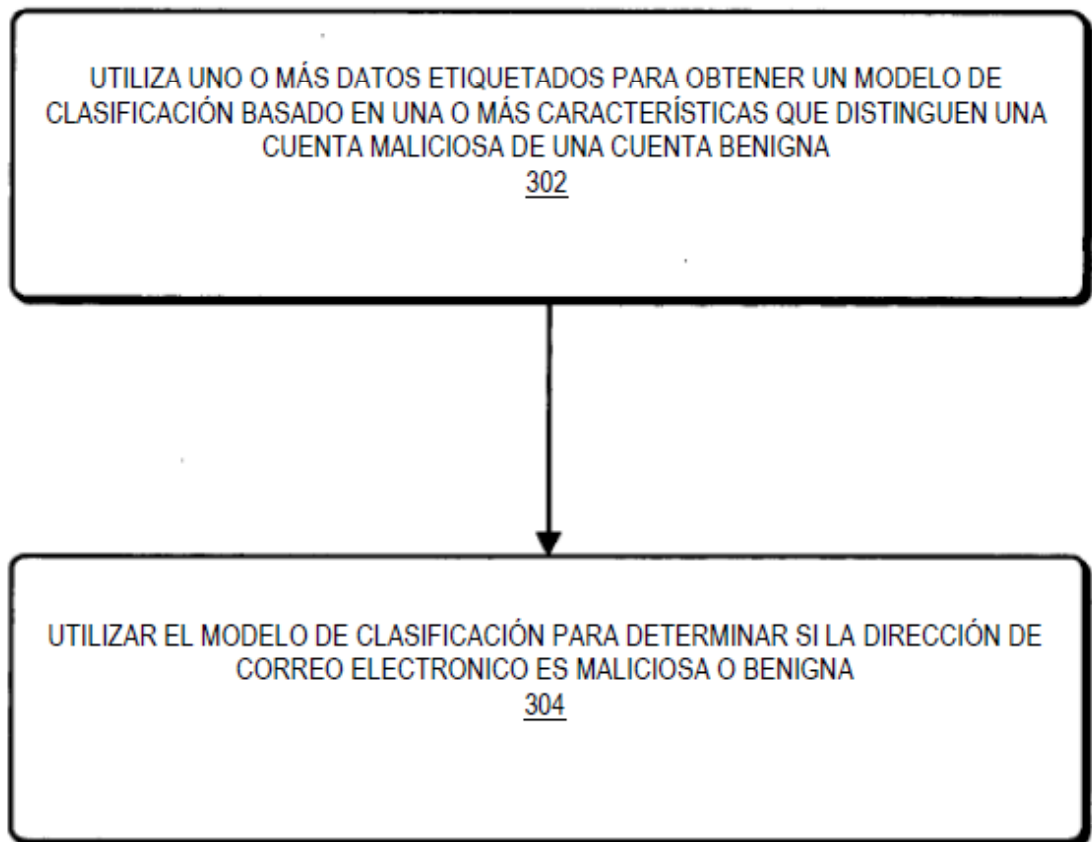 UTILIZA UNO O MÁS DATOS ETIQUETADOS PARA OBTENER UN MODELO DE
CLASIFICACIÓN BASADO EN UNA O MÁS CARACTERÍSTICAS QUE DISTINGUEN UNA
CUENTA MALICIOSA DE UNA CUENTA BENIGNA
302
UTILIZAR EL MODELO DE CLASIFICACIÓN PARA DETERMINAR SI LA DIRECCIÓN DE
CORREO ELECTRONICO ES MALICIOSA O BENIGNA
304